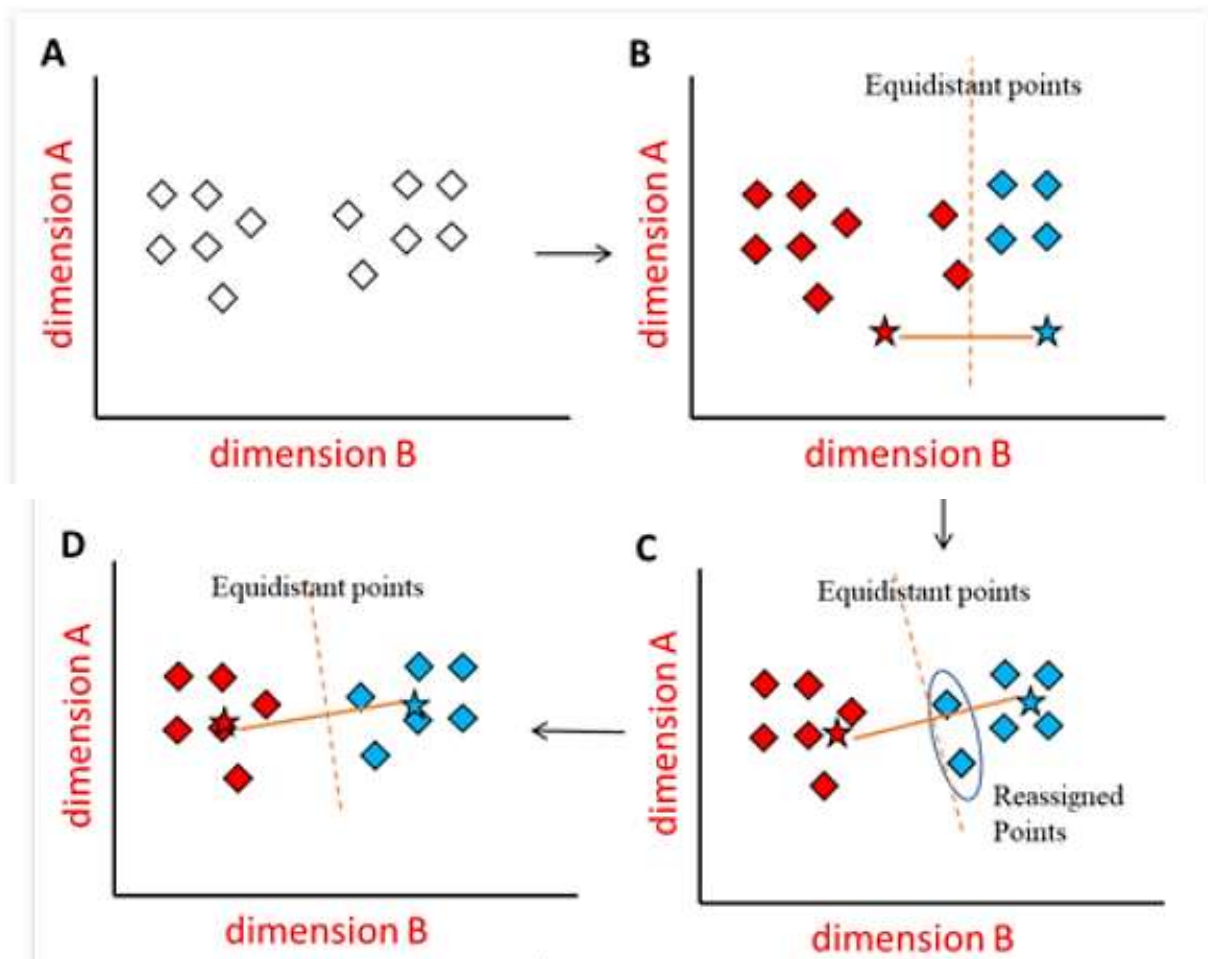 A
B
Equidistant points
dimension A
dimension A
dimension B
dimension B
D
C
Equidistant points
Equidistant points
dimension A
dimension A
Reassigned
Points
dimension B
dimension B